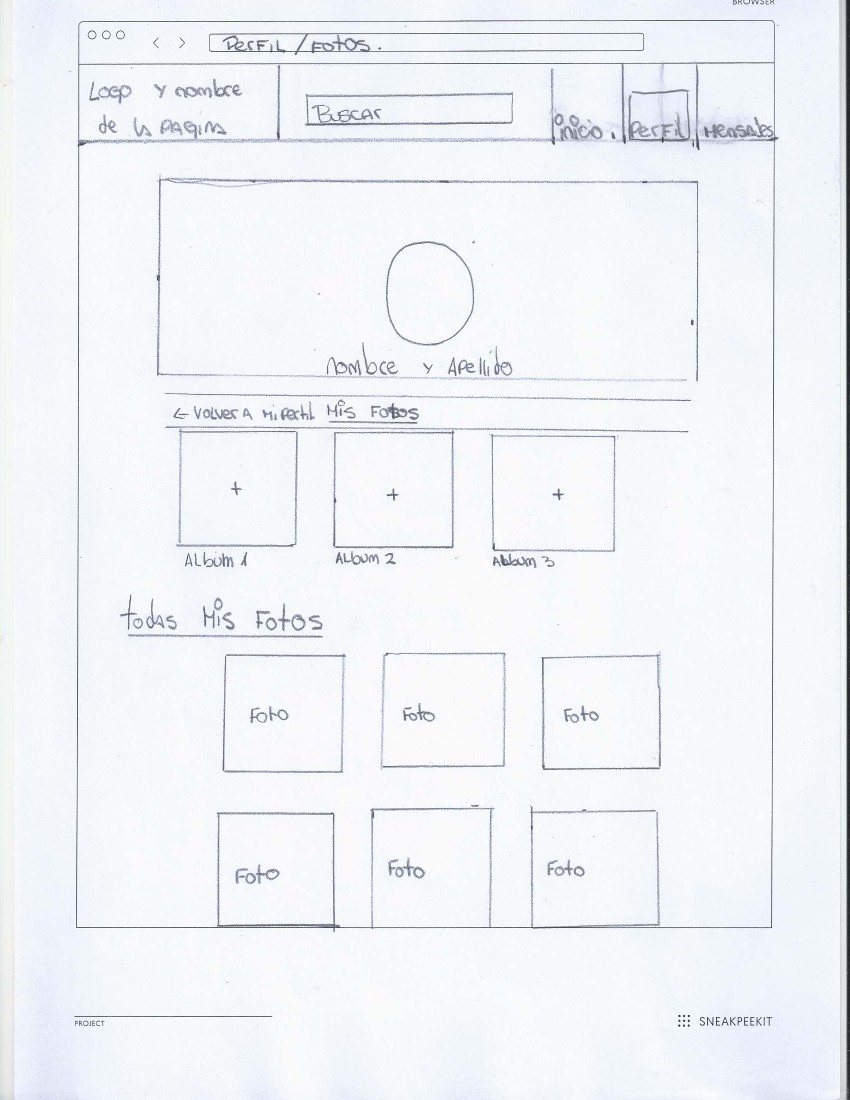 BROWSER
Perfil / Fotos.
Logo y nombre
de la pagina
Buscar
inicio.
Perfil
Mensajes
nombre y Apellido
← Volver a mi perfil Mis Fotos
+
+
+
Album 1
Album 2
Album 3
todas Mis Fotos
Foto
Foto
Foto
Foto
Foto
Foto
PROJECT
SNEAKPEEKIT